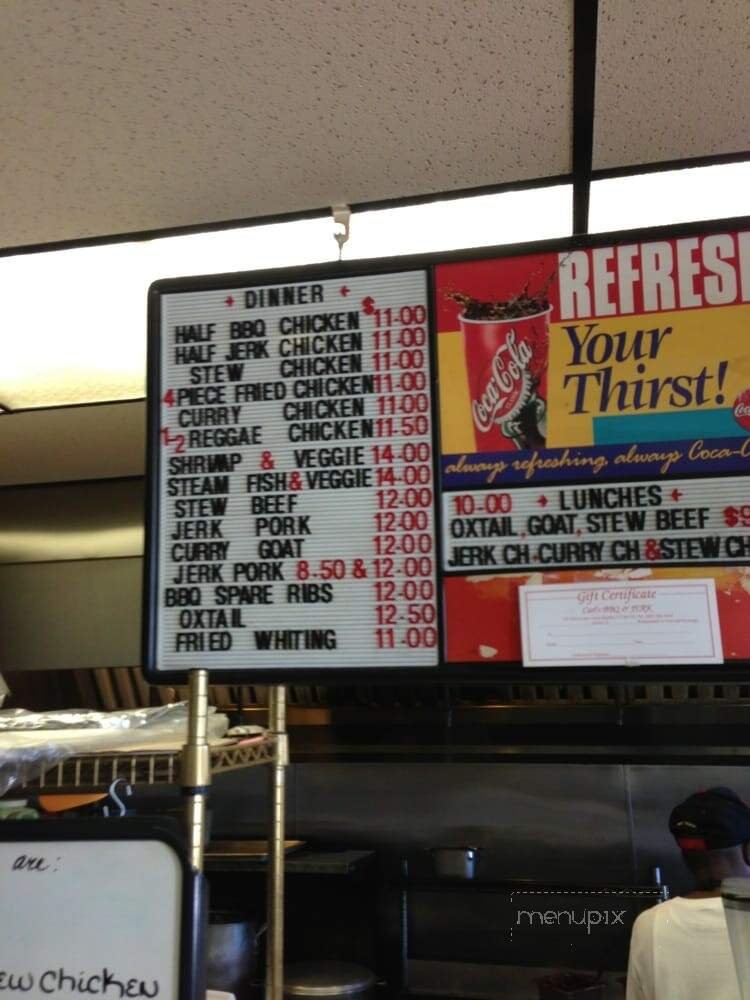 ✦ DINNER ✦
$
HALF BBQ CHICKEN 11-00
HALF JERK CHICKEN 11-00
STEW CHICKEN 11-00
4 PIECE FRIED CHICKEN 11-00
CURRY CHICKEN 11-00
1-2 REGGAE CHICKEN 11-50
SHRIMP & VEGGIE 14-00
STEAM FISH & VEGGIE 14-00
STEW BEEF 12-00
JERK PORK 12-00
CURRY GOAT 12-00
JERK PORK 8-50 & 12-00
BBQ SPARE RIBS 12-00
OXTAIL 12-50
FRIED WHITING 11-00
REFRES
Your
Thirst!
Coca-Cola
always refreshing, always Coca-C
10-00 ✦ LUNCHES ✦
OXTAIL, GOAT, STEW BEEF $9
JERK CH-CURRY CH & STEW CH
Gift Certificate
Carl's BBQ & JERK
are:
ew Chicken
menupix